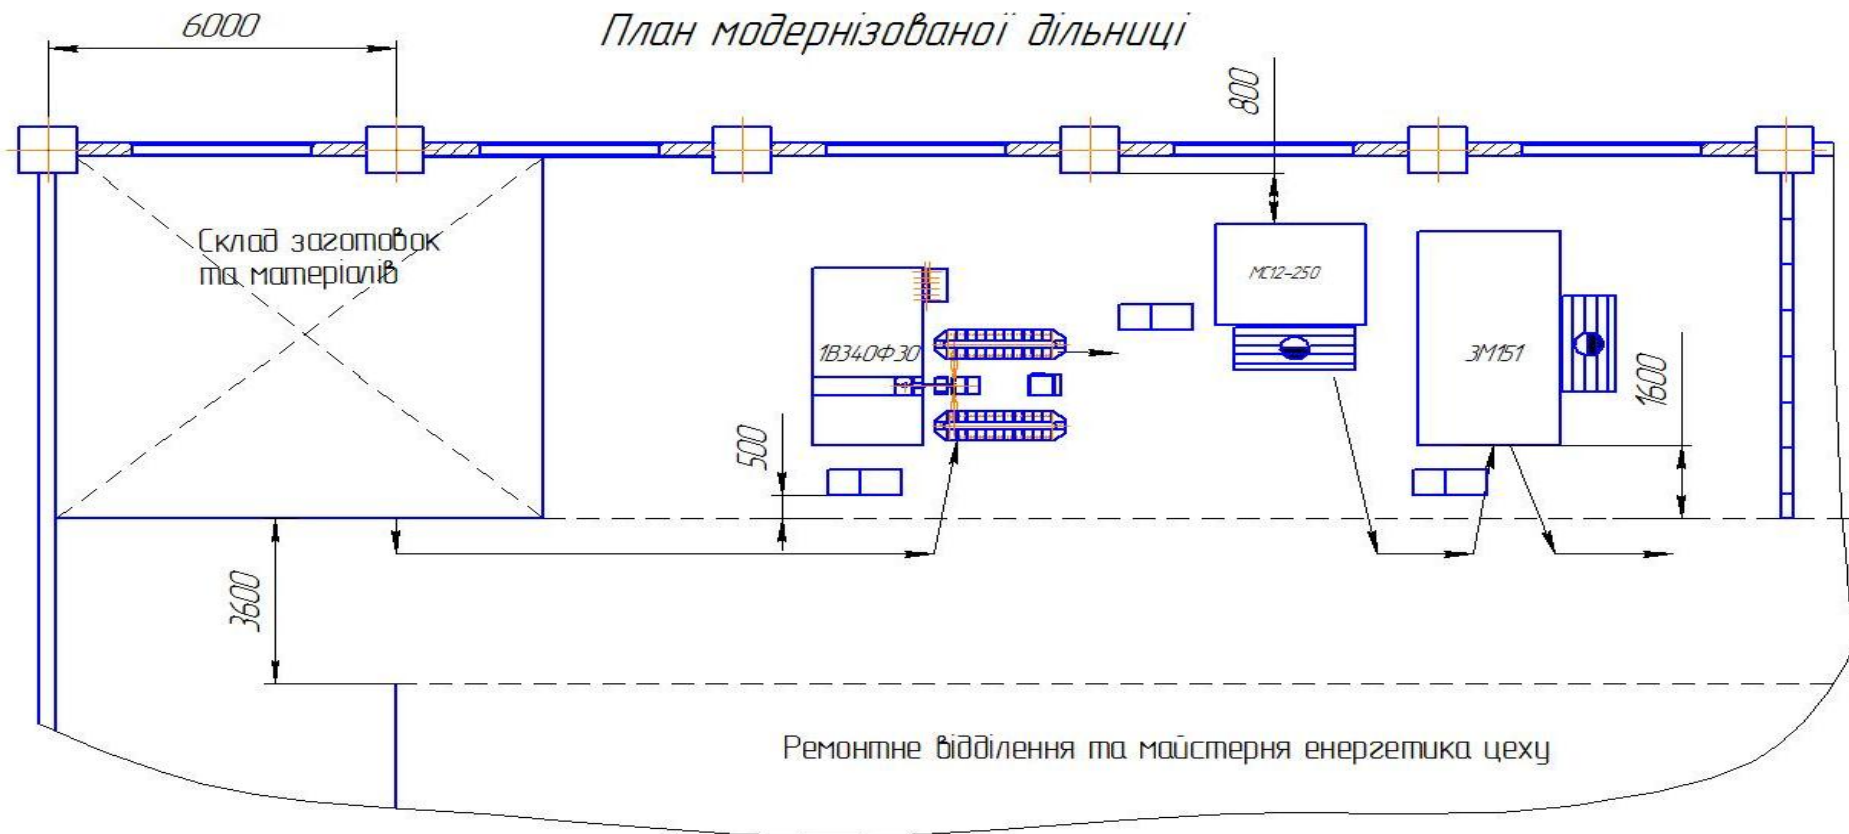 6000
План модернізованої дільниці
800
Склад заготовок
та матеріалів
МС12-250
1В340Ф30
3М151
1600
500
3600
Ремонтне відділення та майстерня енергетика цеху